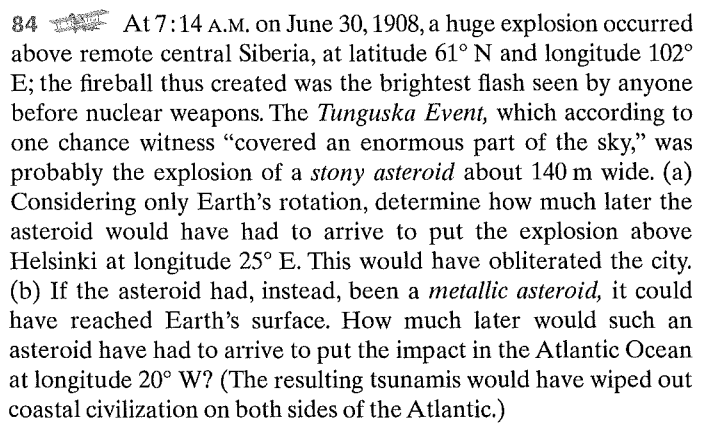 84 At 7:14 A.M. on June 30, 1908, a huge explosion occurred
above remote central Siberia, at latitude 61° N and longitude 102°
E; the fireball thus created was the brightest flash seen by anyone
before nuclear weapons. The Tunguska Event, which according to
one chance witness “covered an enormous part of the sky,” was
probably the explosion of a stony asteroid about 140 m wide. (a)
Considering only Earth’s rotation, determine how much later the
asteroid would have had to arrive to put the explosion above
Helsinki at longitude 25° E. This would have obliterated the city.
(b) If the asteroid had, instead, been a metallic asteroid, it could
have reached Earth’s surface. How much later would such an
asteroid have had to arrive to put the impact in the Atlantic Ocean
at longitude 20° W? (The resulting tsunamis would have wiped out
coastal civilization on both sides of the Atlantic.)